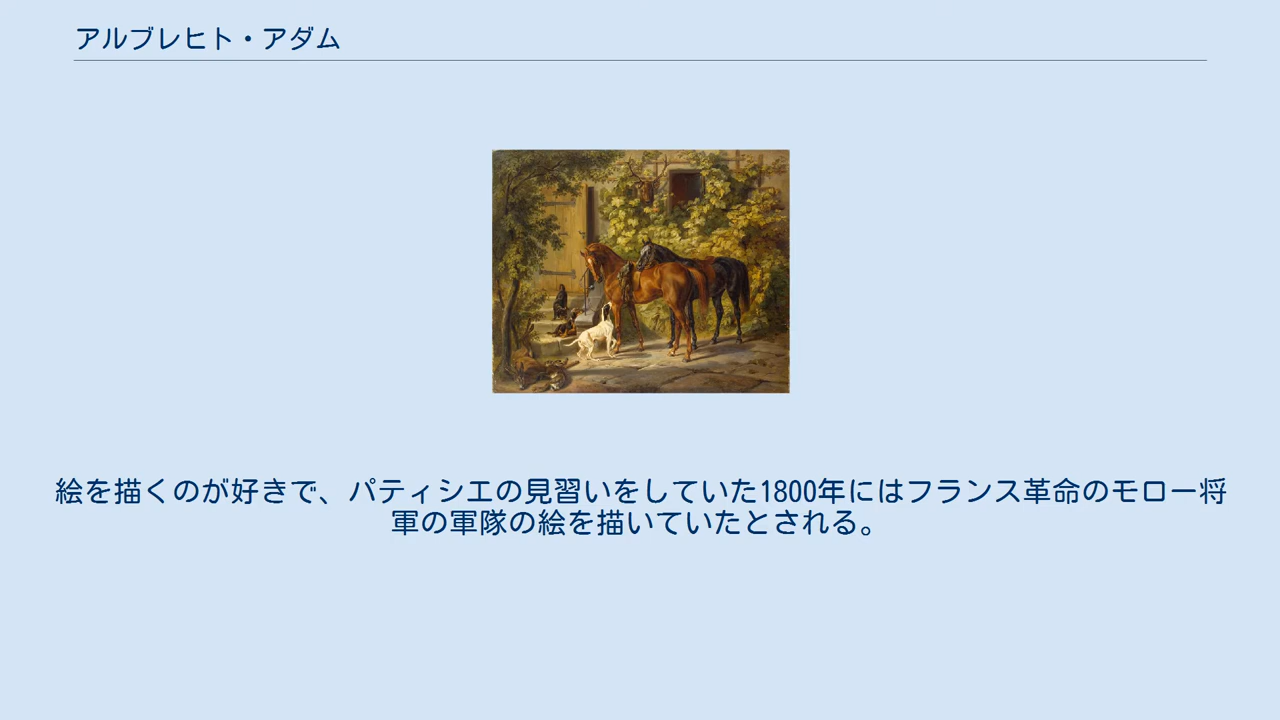 アルブレヒト・アダム
絵を描くのが好きで、パティシエの見習いをしていた1800年にはフランス革命のモロー将
軍の軍隊の絵を描いていたとされる。